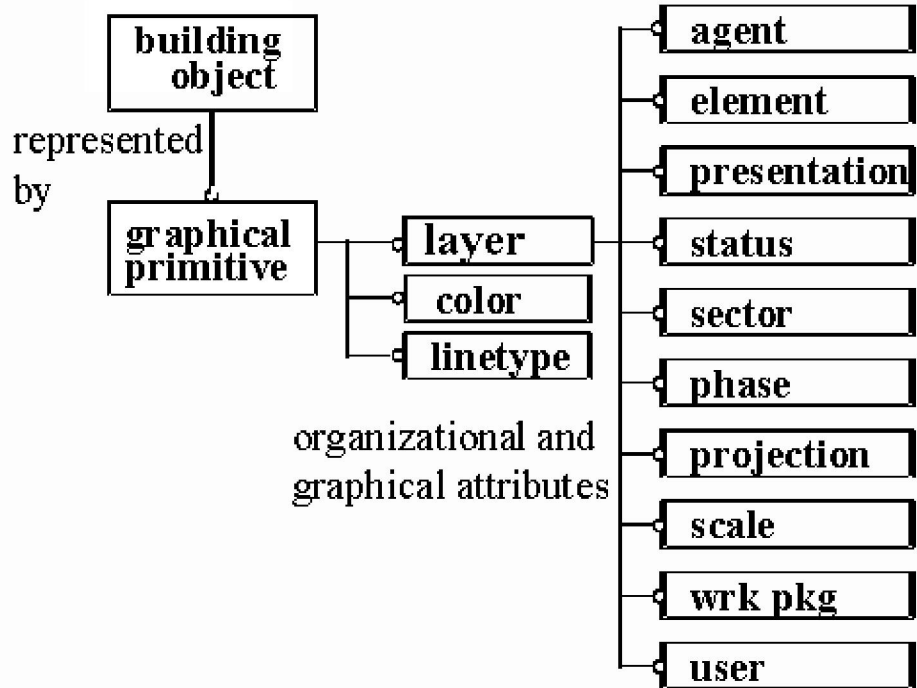 building
object
represented
by
graphical
primitive
layer
color
linetype
organizational and
graphical attributes
agent
element
presentation
status
sector
phase
projection
scale
wrk pkg
user